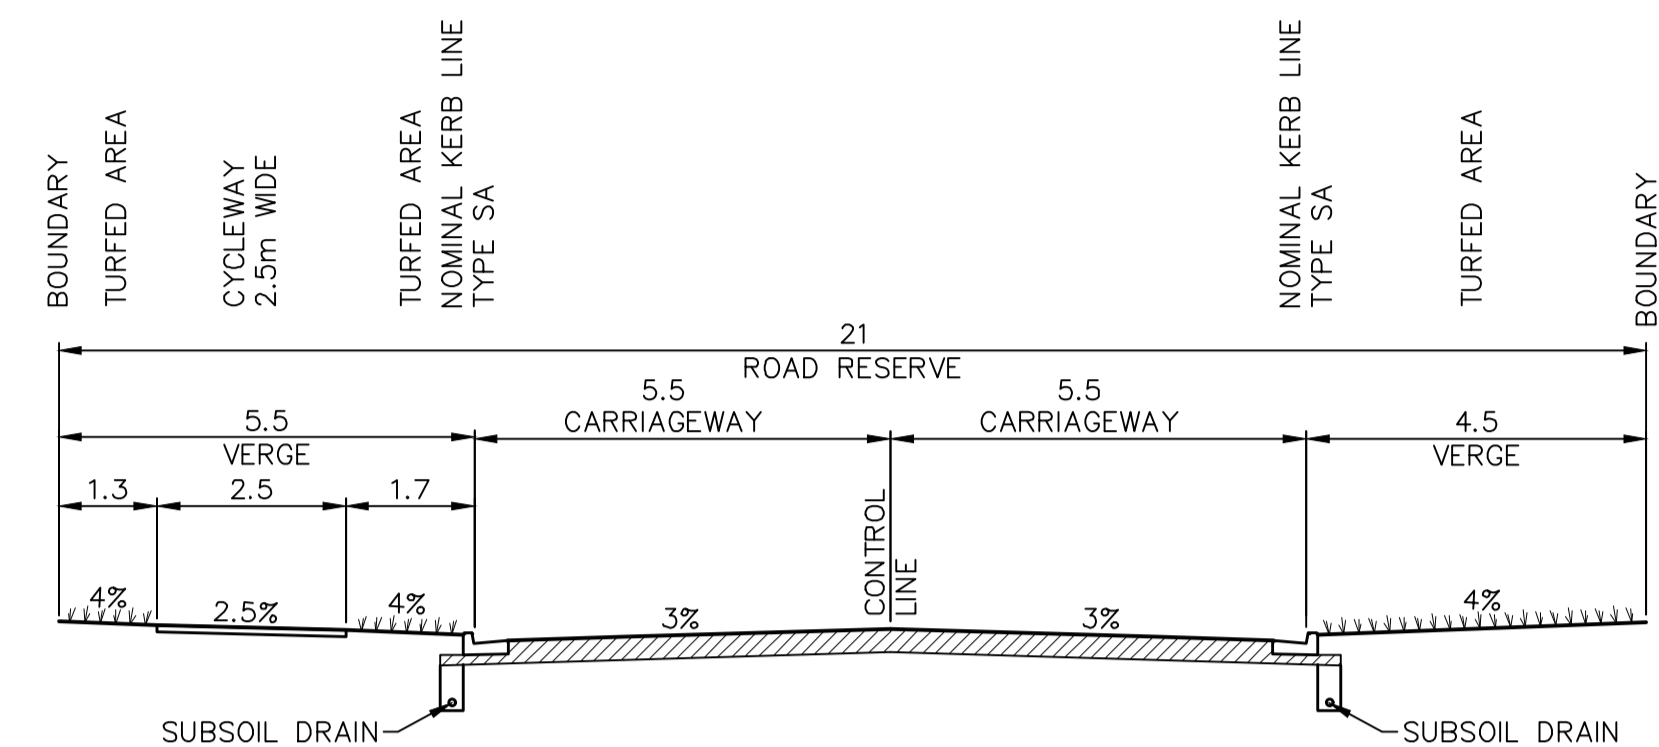 BOUNDARY
TURFED AREA
CYCLEWAY
2.5m WIDE
TURFED AREA
NOMINAL KERB LINE
TYPE SA
NOMINAL KERB LINE
TYPE SA
TURFED AREA
BOUNDARY
21
ROAD RESERVE
5.5
VERGE
5.5
CARRIAGEWAY
5.5
CARRIAGEWAY
4.5
VERGE
1.3
2.5
1.7
CONTROL
LINE
4%
2.5%
4%
3%
3%
4%
SUBSOIL DRAIN
SUBSOIL DRAIN